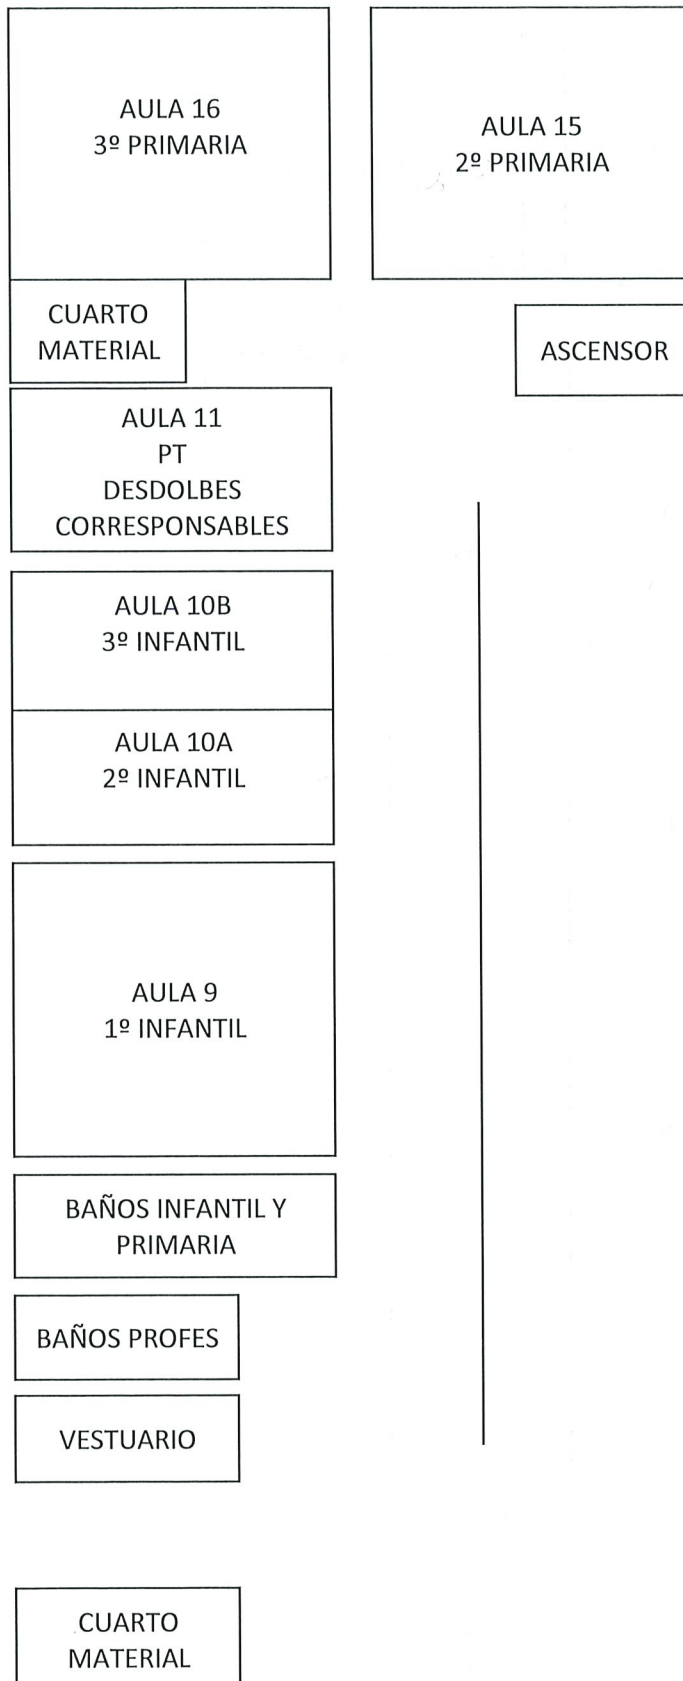 AULA 16
3º PRIMARIA
AULA 15
2º PRIMARIA
CUARTO
MATERIAL
ASCENSOR
AULA 11
PT
DESDOLBES
CORRESPONSABLES
AULA 10B
3º INFANTIL
AULA 10A
2º INFANTIL
AULA 9
1º INFANTIL
BAÑOS INFANTIL Y
PRIMARIA
BAÑOS PROFES
VESTUARIO
CUARTO
MATERIAL